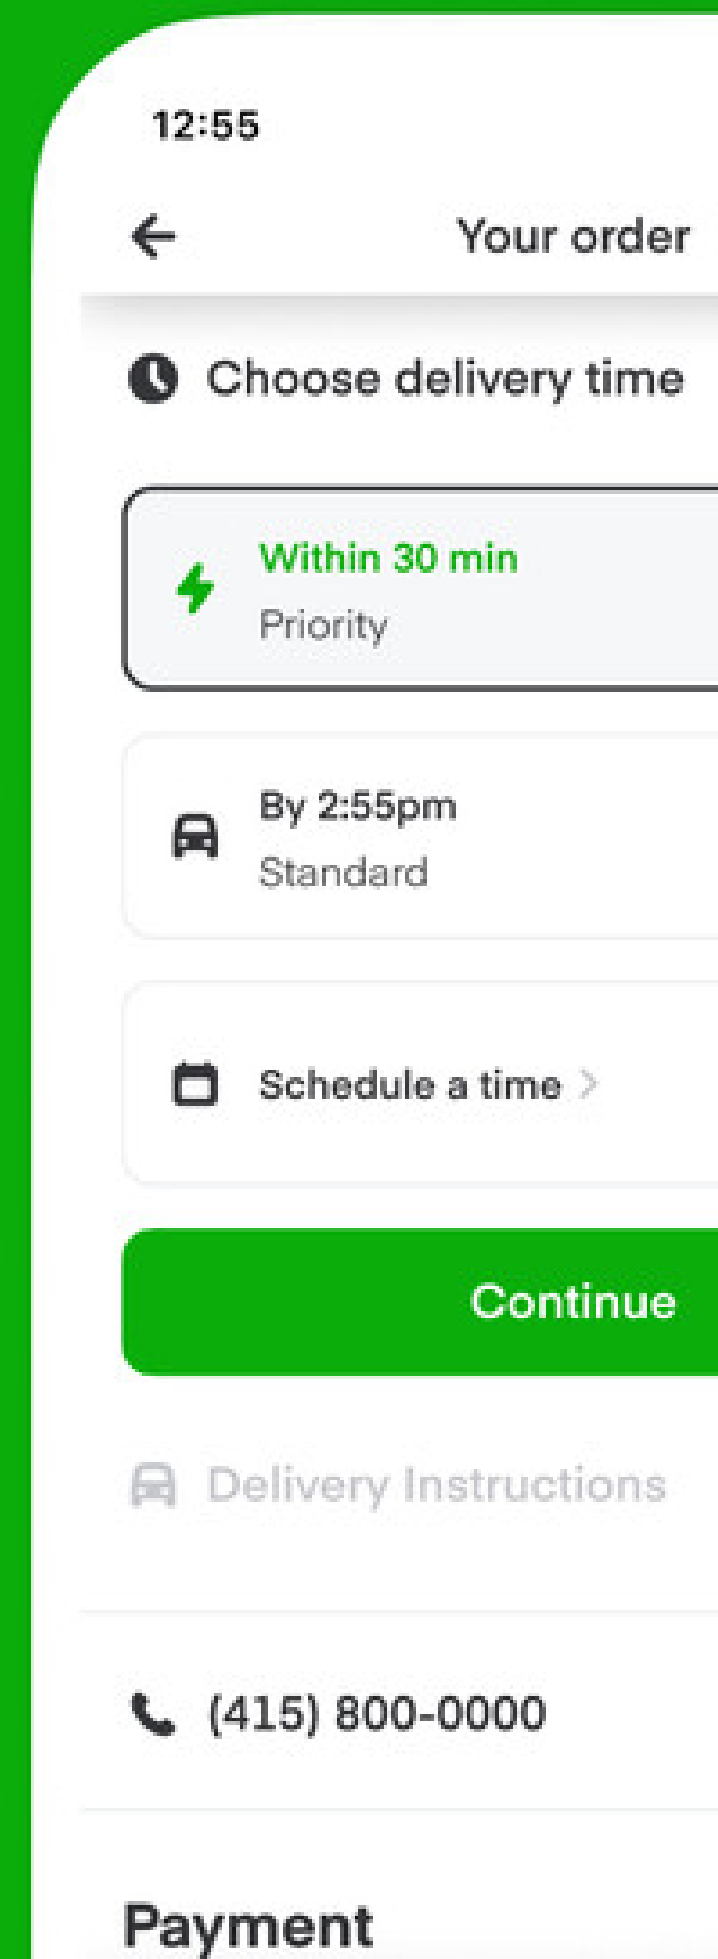 12:55
Your order
Choose delivery time
Within 30 min
Priority
By 2:55pm
Standard
Schedule a time
Continue
Delivery Instructions
(415) 800-0000
Payment